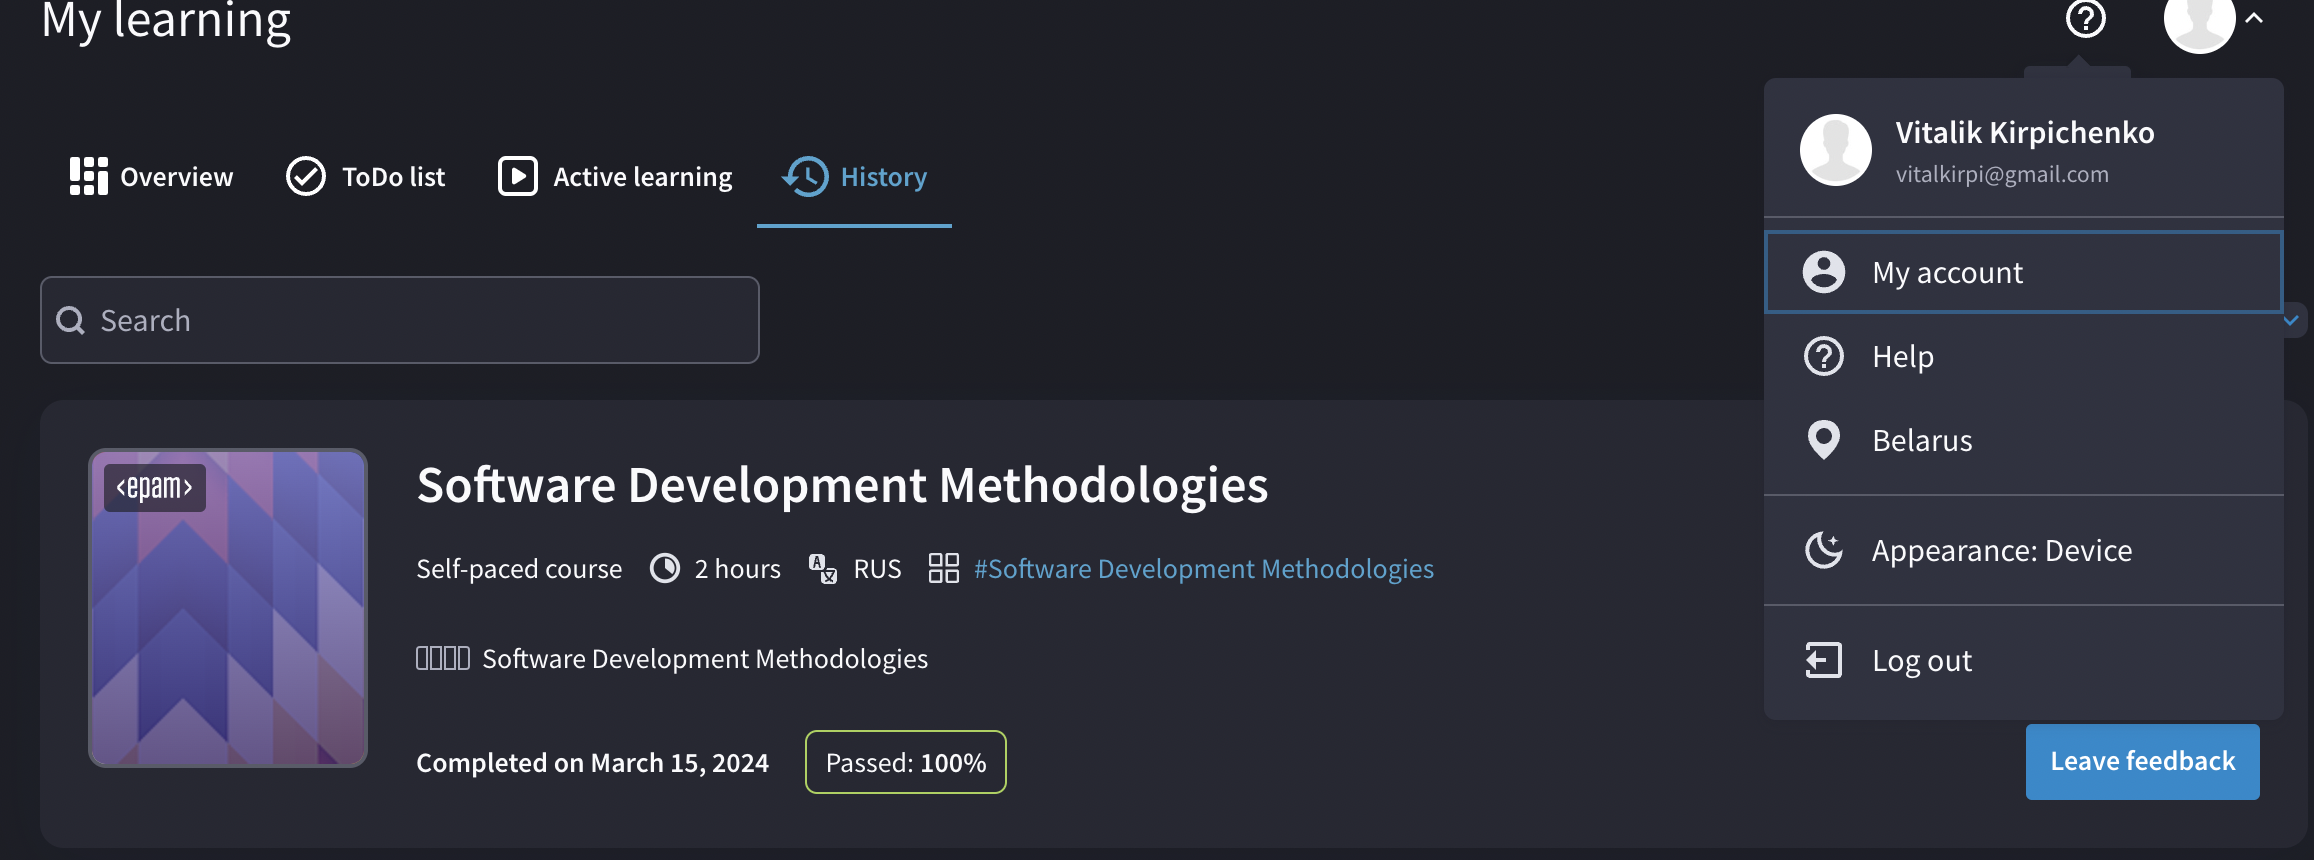 My learning
Vitalik Kirpichenko
vitalkirpi@gmail.com
Overview
ToDo list
Active learning
History
My account
Search
Help
Belarus
<epam>
Software Development Methodologies
Self-paced course
2 hours
RUS
#Software Development Methodologies
Appearance: Device
Software Development Methodologies
Log out
Completed on March 15, 2024
Passed: 100%
Leave feedback